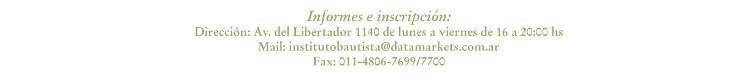 Informes e inscripción:
Dirección: Av. del Libertador 1140 de lunes a viernes de 16 a 20:00 hs
Mail: institutobautista@datamarkets.com.ar
Fax: 011-4806-7699/7700